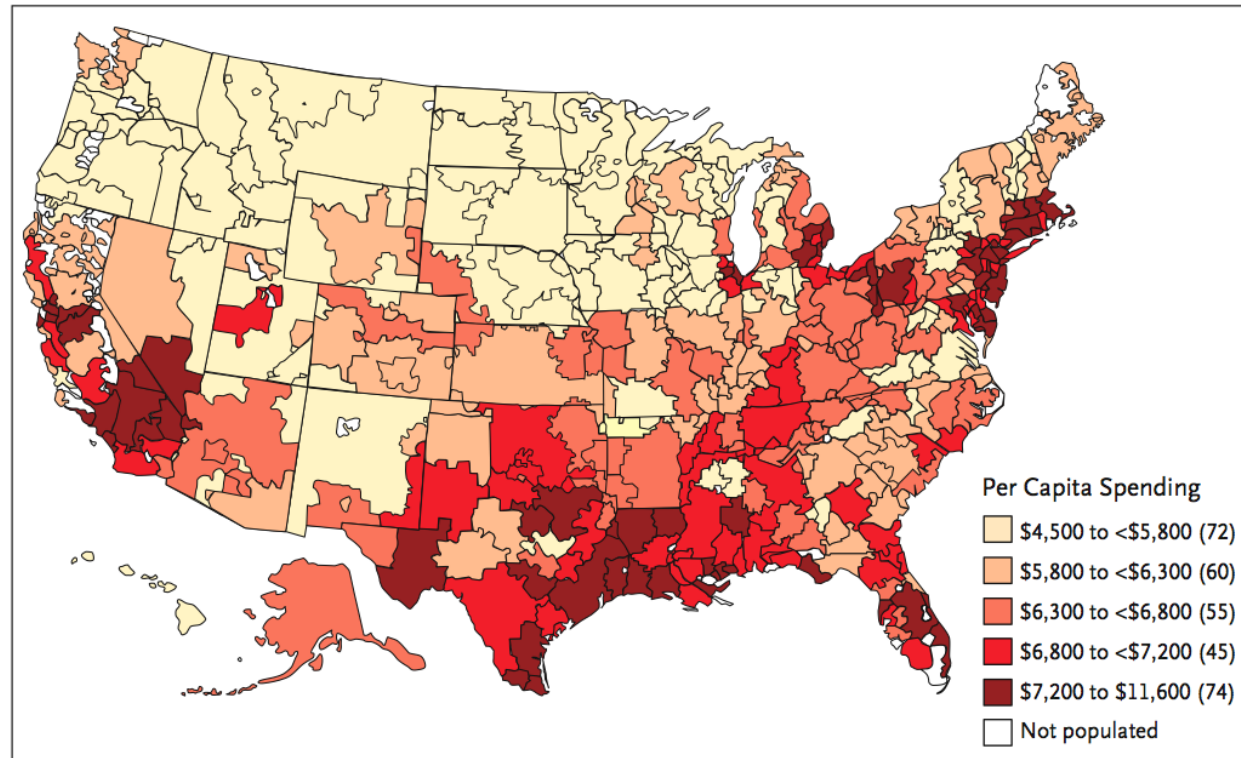 Per Capita Spending
$4,500 to <$5,800 (72)
$5,800 to <$6,300 (60)
$6,300 to <$6,800 (55)
$6,800 to <$7,200 (45)
$7,200 to $11,600 (74)
Not populated